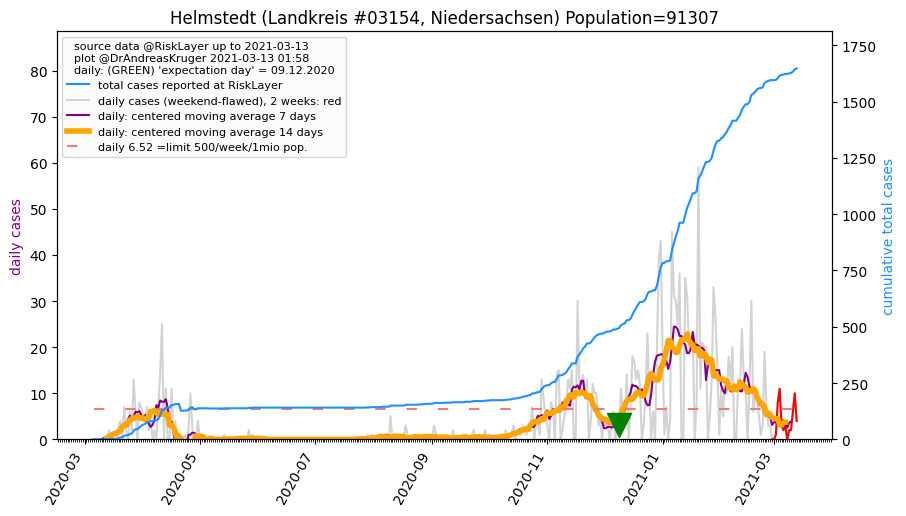 Helmstedt (Landkreis #03154, Niedersachsen) Population=91307
source data @RiskLayer up to 2021-03-13
plot @DrAndreasKruger 2021-03-13 01:58
daily: (GREEN) 'expectation day' = 09.12.2020
total cases reported at RiskLayer
daily cases (weekend-flawed), 2 weeks: red
daily: centered moving average 7 days
daily: centered moving average 14 days
daily 6.52 =limit 500/week/1mio pop.
daily cases
80
70
60
50
40
30
20
10
0
cumulative total cases
1750
1500
1250
1000
750
500
250
0
2020-03
2020-05
2020-07
2020-09
2020-11
2021-01
2021-03